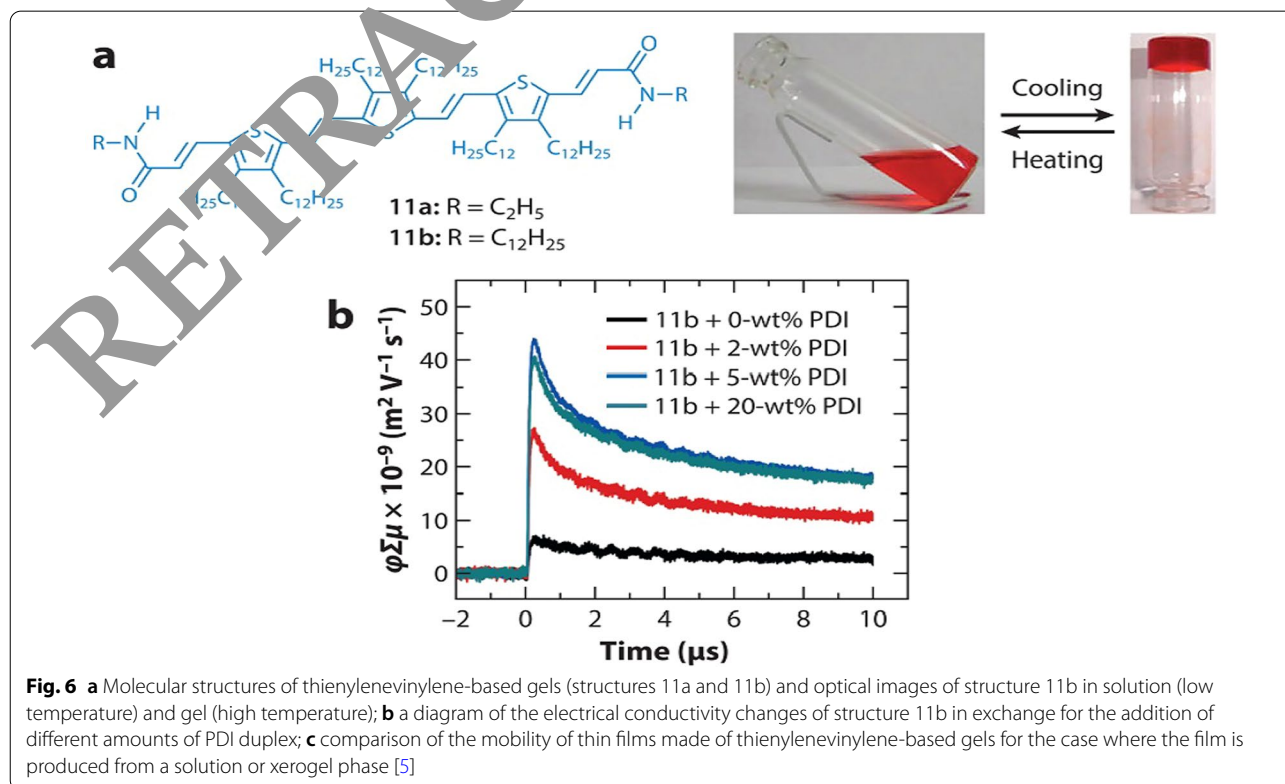 RETRAC
a
H₂₅C₁₂
C₁₂H₂₅
O
S
N–R
H
H
R–N
S
S
O
H₂₅C₁₂
C₁₂H₂₅
H₂₅C₁
C₁₂H₂₅
11a: R = C₂H₅
11b: R = C₁₂H₂₅
Cooling
Heating
b
φΣμ × 10⁻⁹ (m² V⁻¹ s⁻¹)
50
40
30
20
10
0
11b + 0-wt% PDI
11b + 2-wt% PDI
11b + 5-wt% PDI
11b + 20-wt% PDI
−2 0 2 4 6 8 10
Time (μs)
Fig. 6 a Molecular structures of thienylenevinylene-based gels (structures 11a and 11b) and optical images of structure 11b in solution (low
temperature) and gel (high temperature); b a diagram of the electrical conductivity changes of structure 11b in exchange for the addition of
different amounts of PDI duplex; c comparison of the mobility of thin films made of thienylenevinylene-based gels for the case where the film is
produced from a solution or xerogel phase [5]